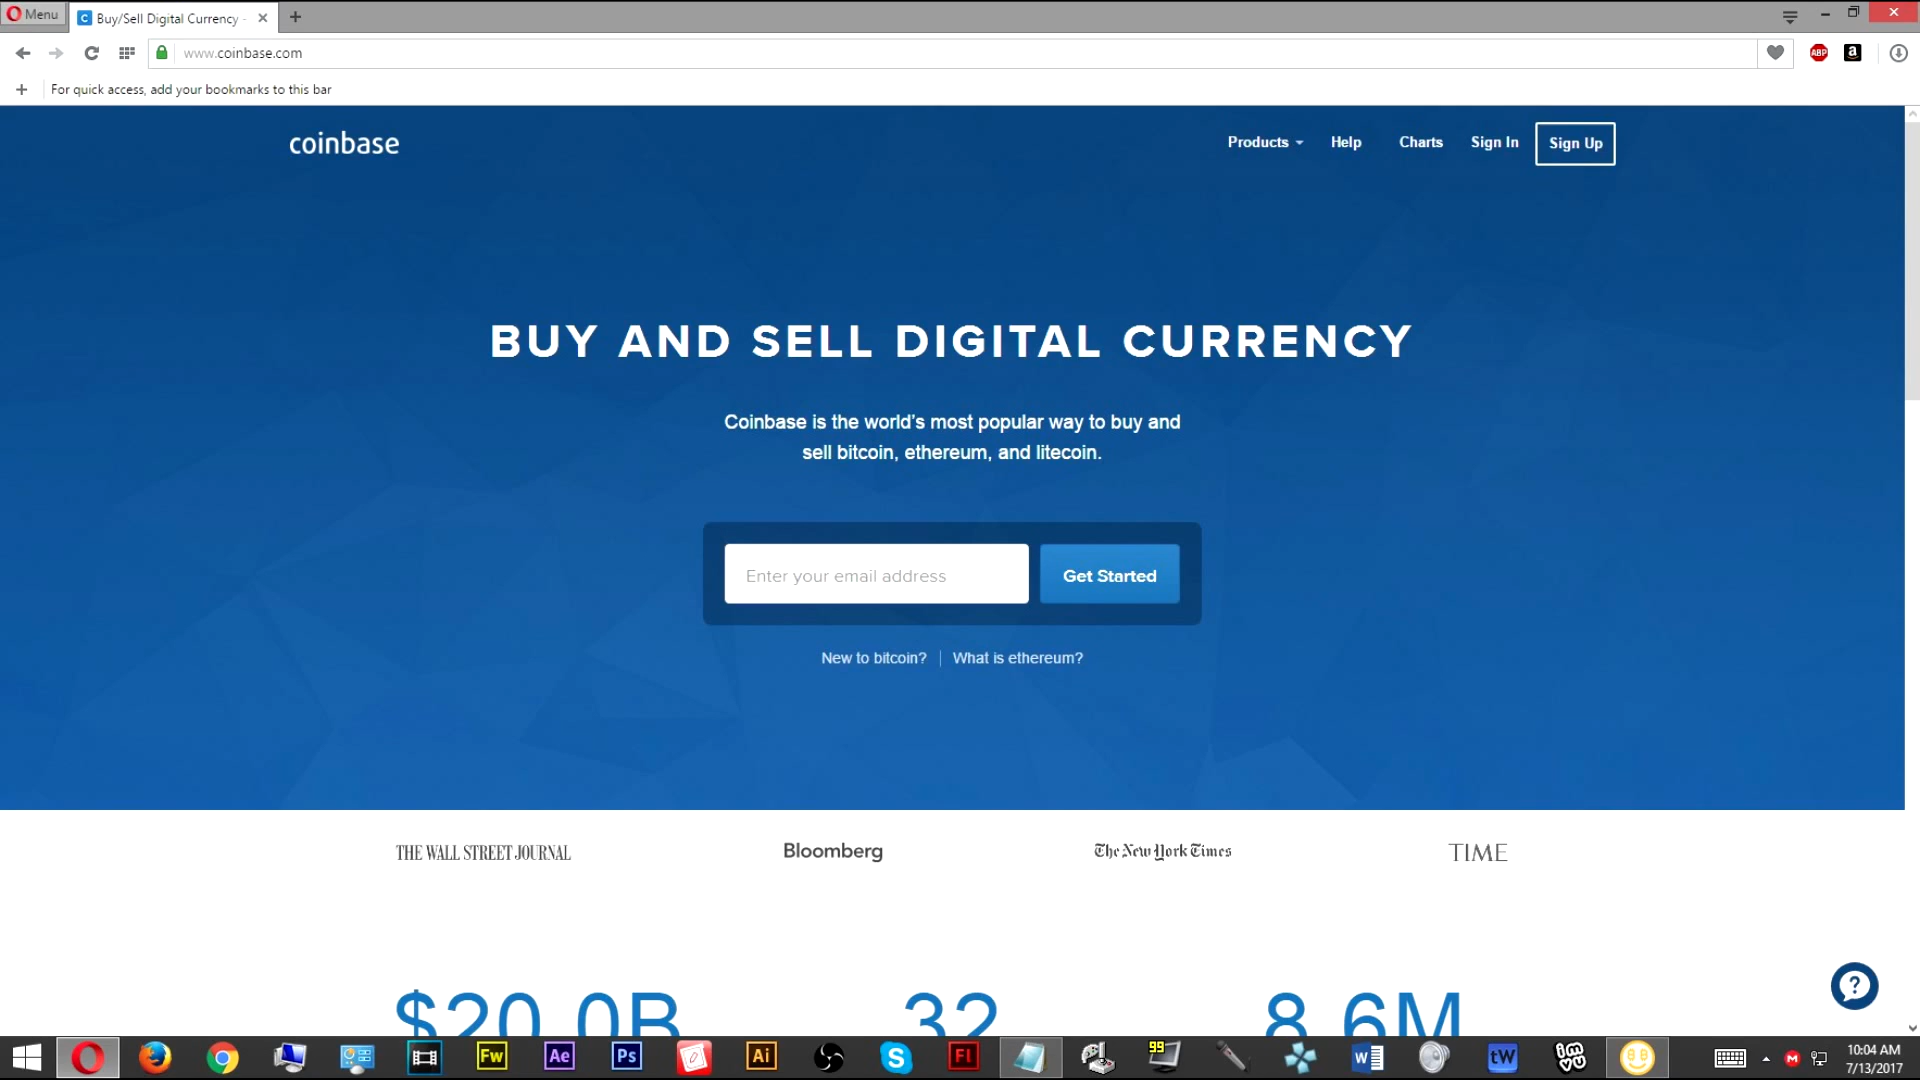 Menu
Buy/Sell Digital Currency -
www.coinbase.com
ABP
a
For quick access, add your bookmarks to this bar
coinbase
Products
Help
Charts
Sign In
Sign Up
BUY AND SELL DIGITAL CURRENCY
Coinbase is the world's most popular way to buy and
sell bitcoin, ethereum, and litecoin.
Enter your email address
Get Started
New to bitcoin?
What is ethereum?
THE WALL STREET JOURNAL
Bloomberg
The New York Times
TIME
?
$20.0B
32
8.6M
Fw
Ae
Ps
Ai
S
Fl
99
W
tW
M
10:04 AM
7/13/2017